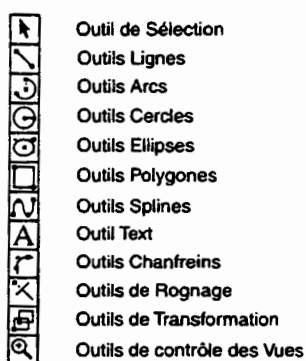 Outil de Sélection
Outils Lignes
Outils Arcs
Outils Cercles
Outils Ellipses
Outils Polygones
Outils Splines
A Outil Text
Outils Chanfreins
Outils de Rognage
Outils de Transformation
Outils de contrôle des Vues